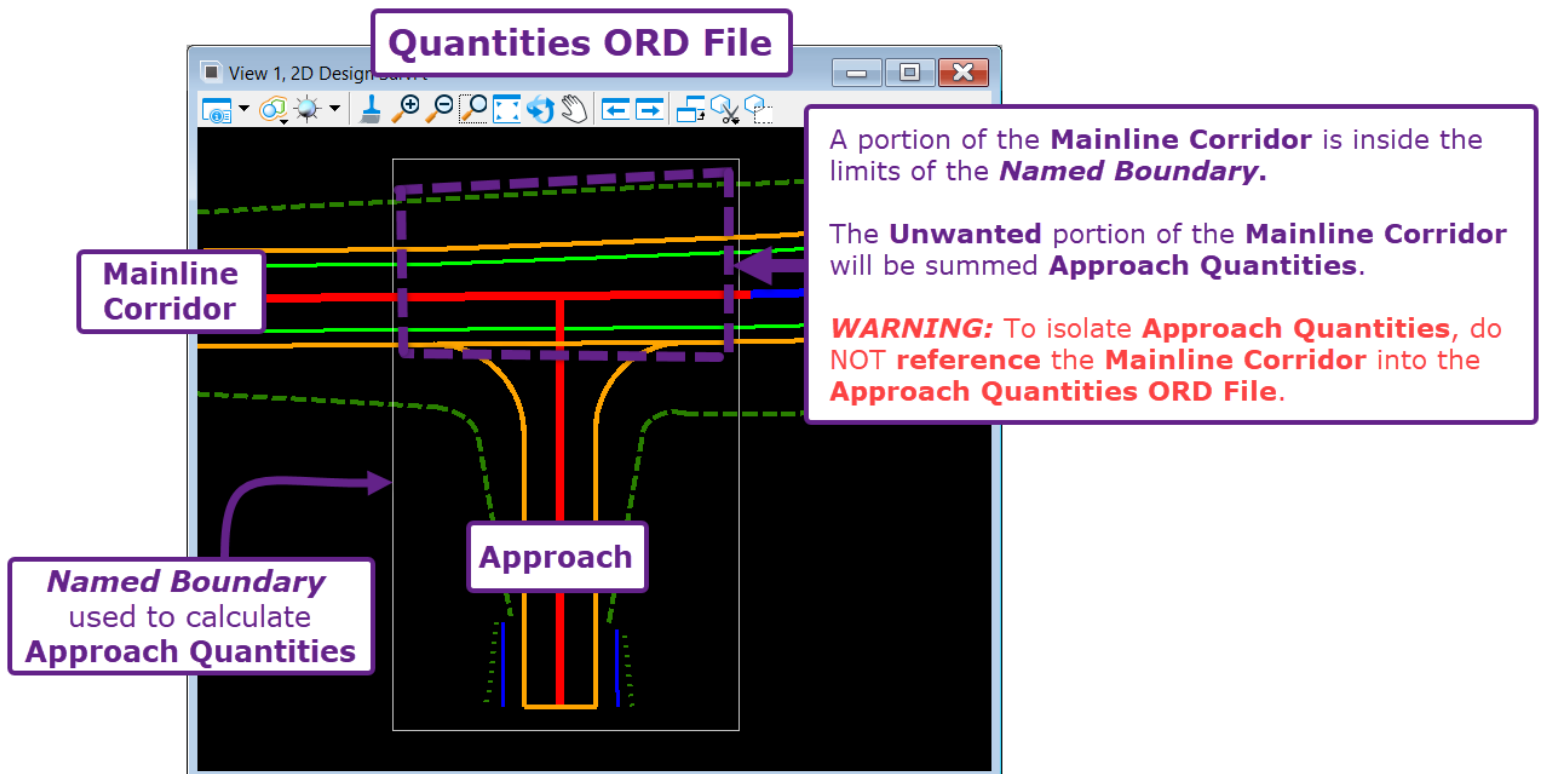 Quantities ORD File
View 1, 2D Design
A portion of the Mainline Corridor is inside the
limits of the Named Boundary.
The Unwanted portion of the Mainline Corridor
will be summed Approach Quantities.
WARNING: To isolate Approach Quantities, do
NOT reference the Mainline Corridor into the
Approach Quantities ORD File.
Mainline
Corridor
Approach
Named Boundary
used to calculate
Approach Quantities